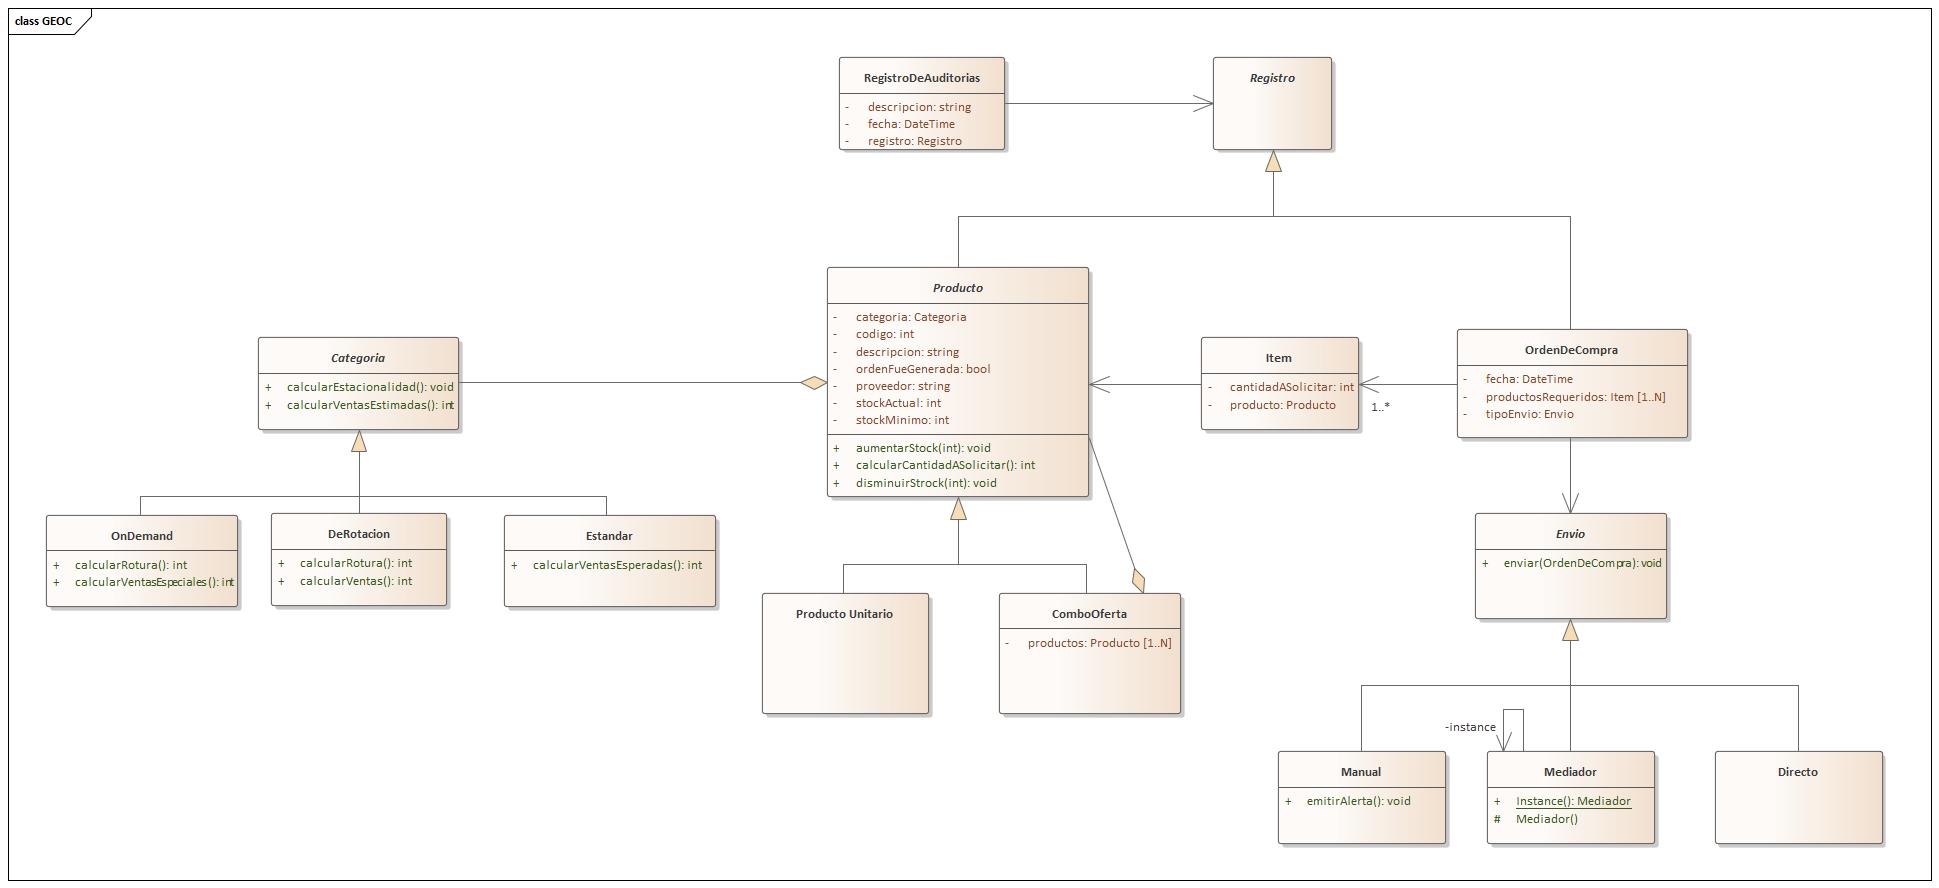 class GEOC
RegistroDeAuditorias
- descripcion: string
- fecha: DateTime
- registro: Registro
Registro
Producto
- categoria: Categoria
- codigo: int
- descripcion: string
- ordenFueGenerada: bool
- proveedor: string
- stockActual: int
- stockMinimo: int
+ aumentarStock(int): void
+ calcularCantidadASolicitar(): int
+ disminuirStrock(int): void
Categoria
+ calcularEstacionalidad(): void
+ calcularVentasEstimadas(): int
Item
- cantidadASolicitar: int
- producto: Producto
1..*
OrdenDeCompra
- fecha: DateTime
- productosRequeridos: Item [1..N]
- tipoEnvio: Envio
OnDemand
+ calcularRotura(): int
+ calcularVentasEspeciales(): int
DeRotacion
+ calcularRotura(): int
+ calcularVentas(): int
Estandar
+ calcularVentasEsperadas(): int
Producto Unitario
ComboOferta
- productos: Producto [1..N]
Envio
+ enviar(OrdenDeCompra): void
-instance
Manual
+ emitirAlerta(): void
Mediador
+ Instance(): Mediador
# Mediador()
Directo